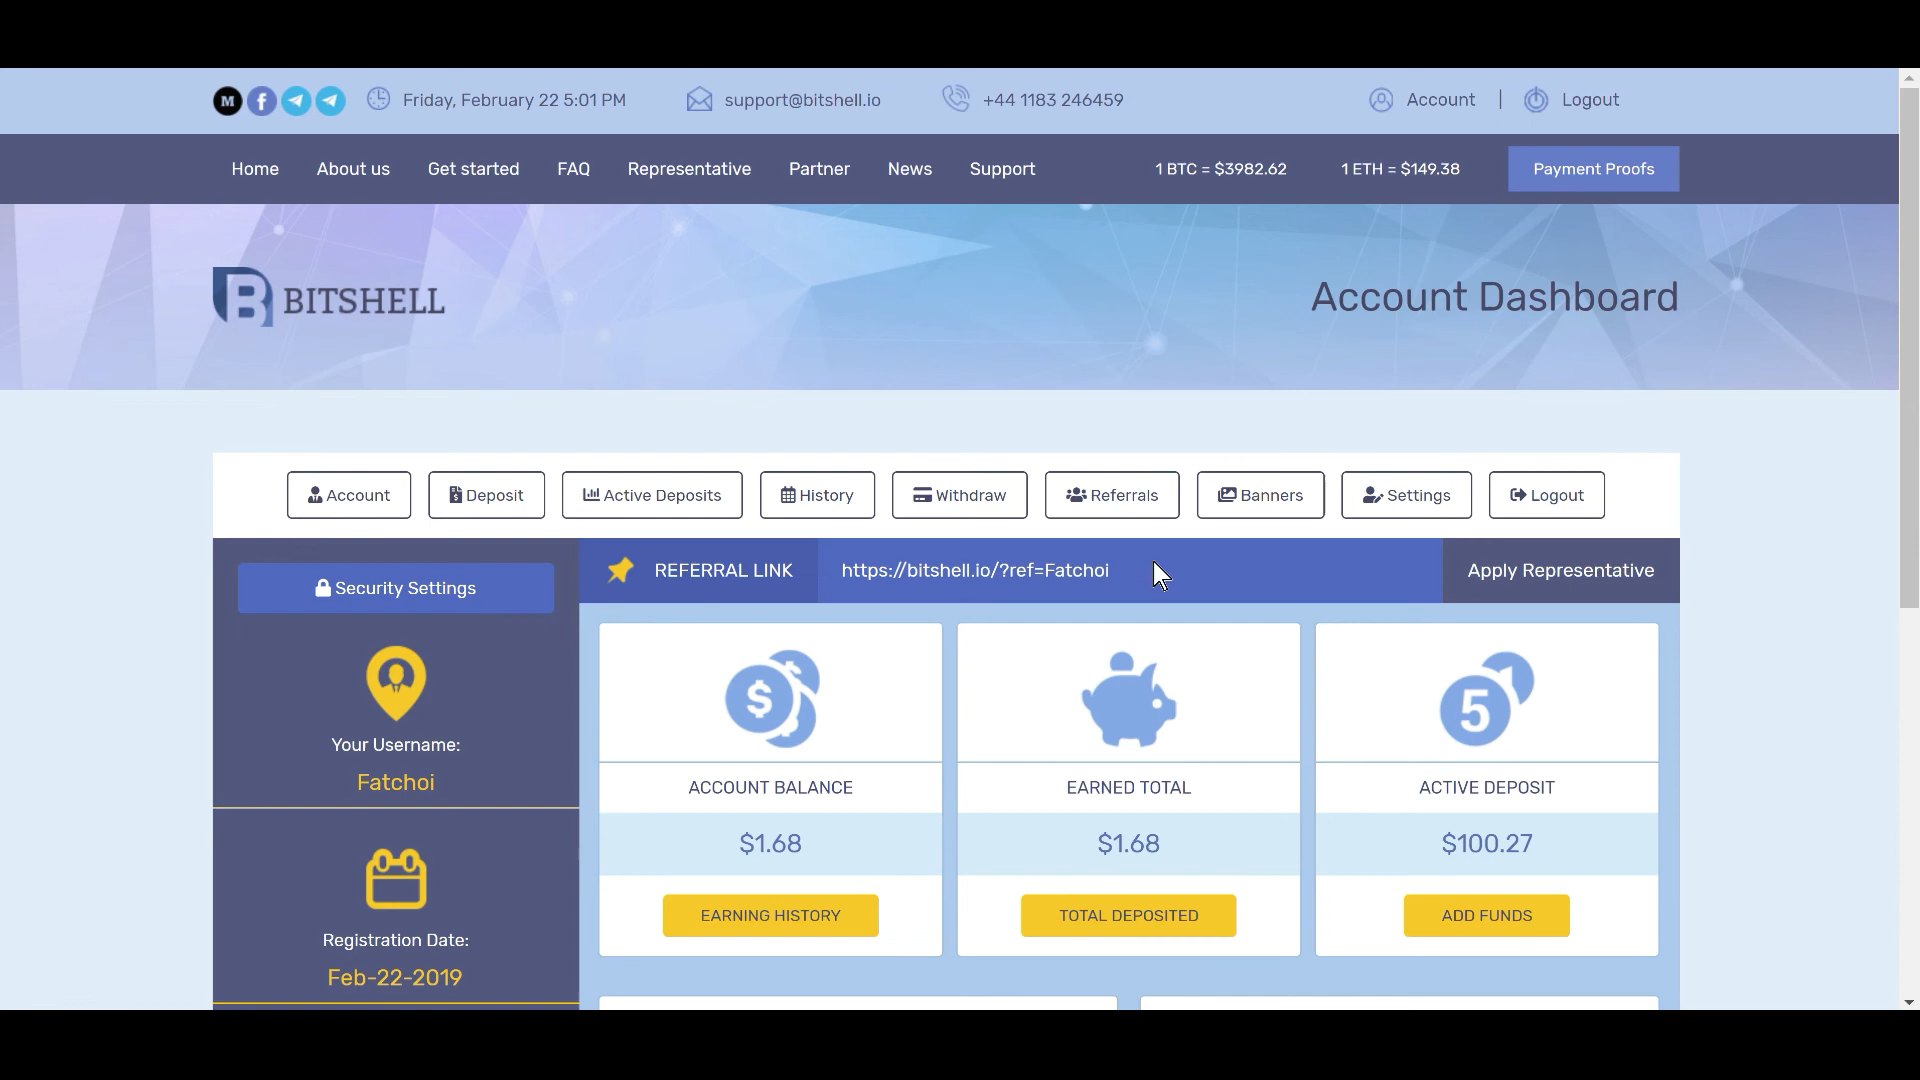 M f Friday, February 22 5:01 PM support@bitshell.io +44 1183 246459 Account | Logout
Home About us Get started FAQ Representative Partner News Support 1 BTC = $3982.62 1 ETH = $149.38 Payment Proofs
B BITSHELL Account Dashboard
Account Deposit Active Deposits History Withdraw Referrals Banners Settings Logout
Security Settings
REFERRAL LINK https://bitshell.io/?ref=Fatchoi Apply Representative
Your Username:
Fatchoi
Registration Date:
Feb-22-2019
$
5 1
ACCOUNT BALANCE EARNED TOTAL ACTIVE DEPOSIT
$1.68 $1.68 $100.27
EARNING HISTORY TOTAL DEPOSITED ADD FUNDS